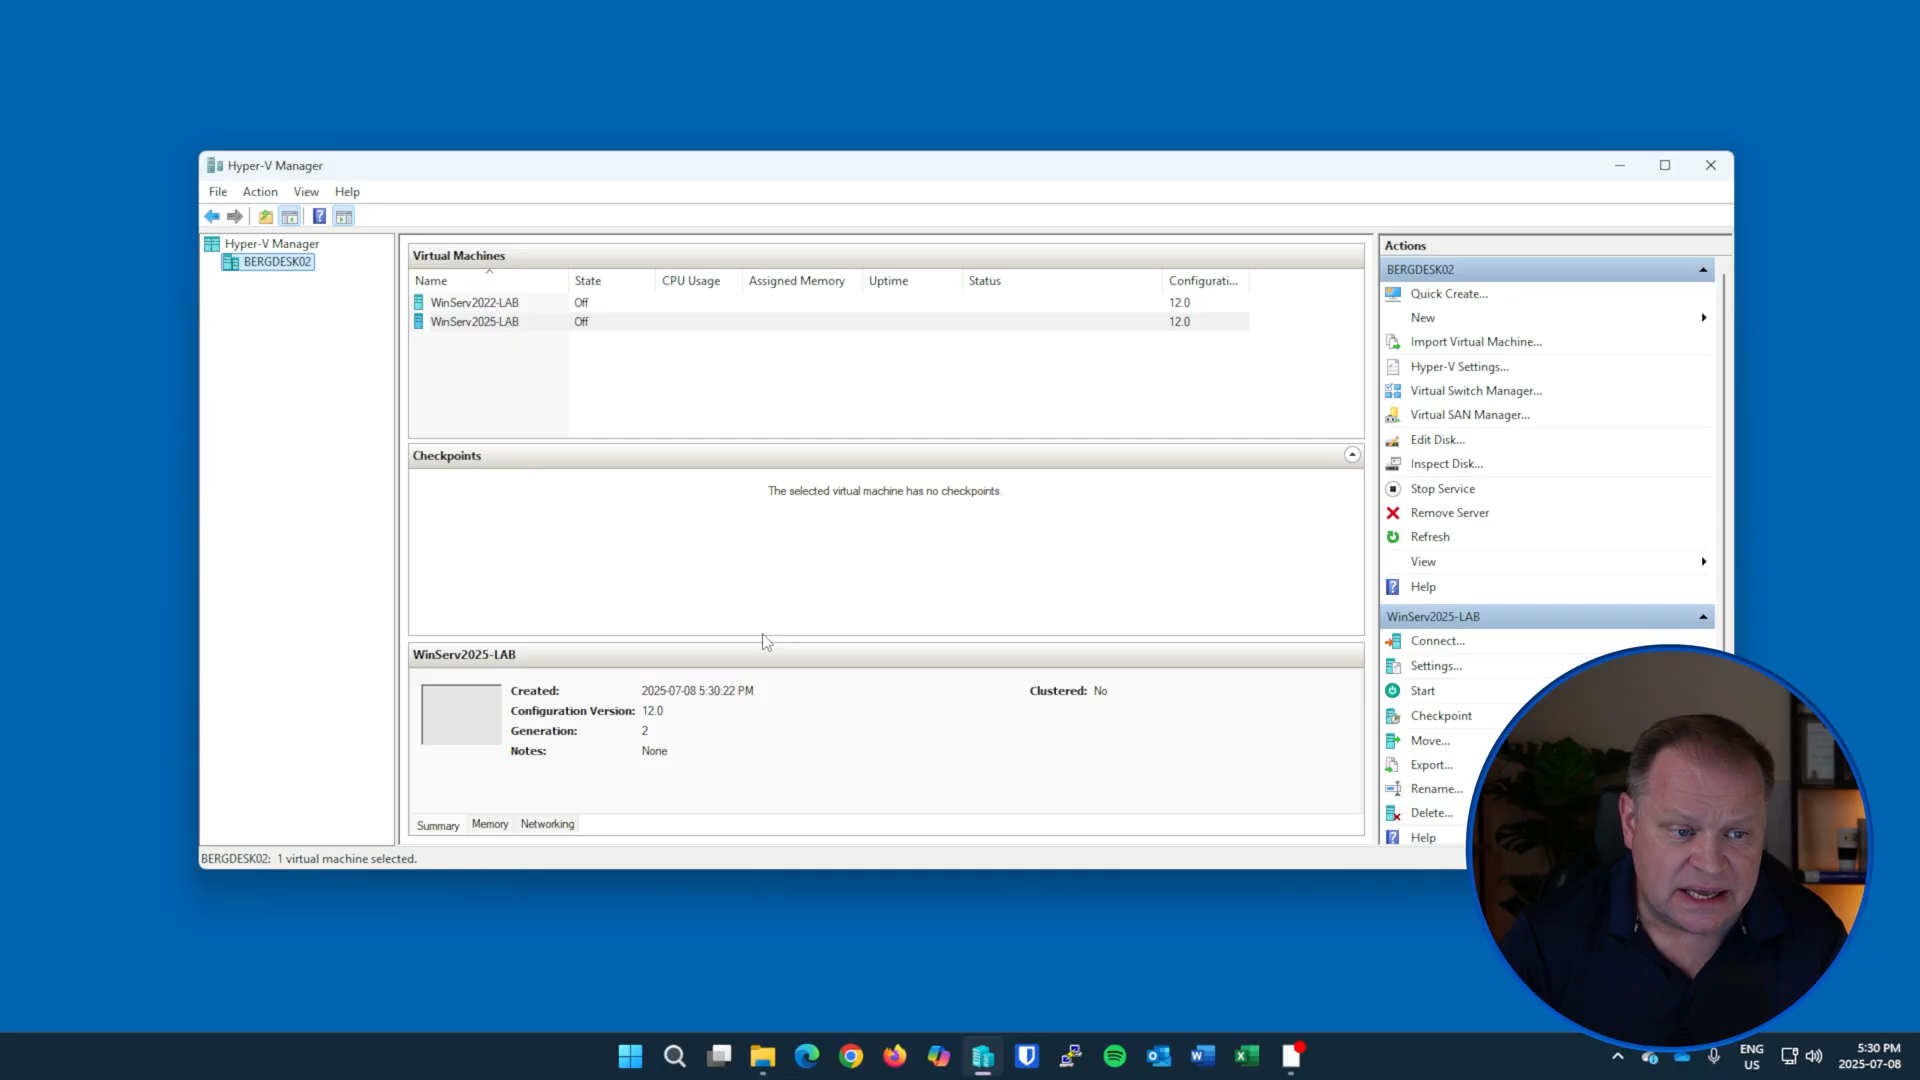 Hyper-V Manager
File Action View Help
Hyper-V Manager
BERGDESK02
Virtual Machines
Name State CPU Usage Assigned Memory Uptime Status Configurati...
WinServ2022-LAB Off 12.0
WinServ2025-LAB Off 12.0
Checkpoints
The selected virtual machine has no checkpoints.
WinServ2025-LAB
Created: 2025-07-08 5:30:22 PM Clustered: No
Configuration Version: 12.0
Generation: 2
Notes: None
Summary Memory Networking
BERGDESK02: 1 virtual machine selected.
Actions
BERGDESK02
Quick Create...
New
Import Virtual Machine...
Hyper-V Settings...
Virtual Switch Manager...
Virtual SAN Manager...
Edit Disk...
Inspect Disk...
Stop Service
Remove Server
Refresh
View
Help
WinServ2025-LAB
Connect...
Settings...
Start
Checkpoint
Move...
Export...
Rename...
Delete...
Help
ENG
US
5:30 PM
2025-07-08